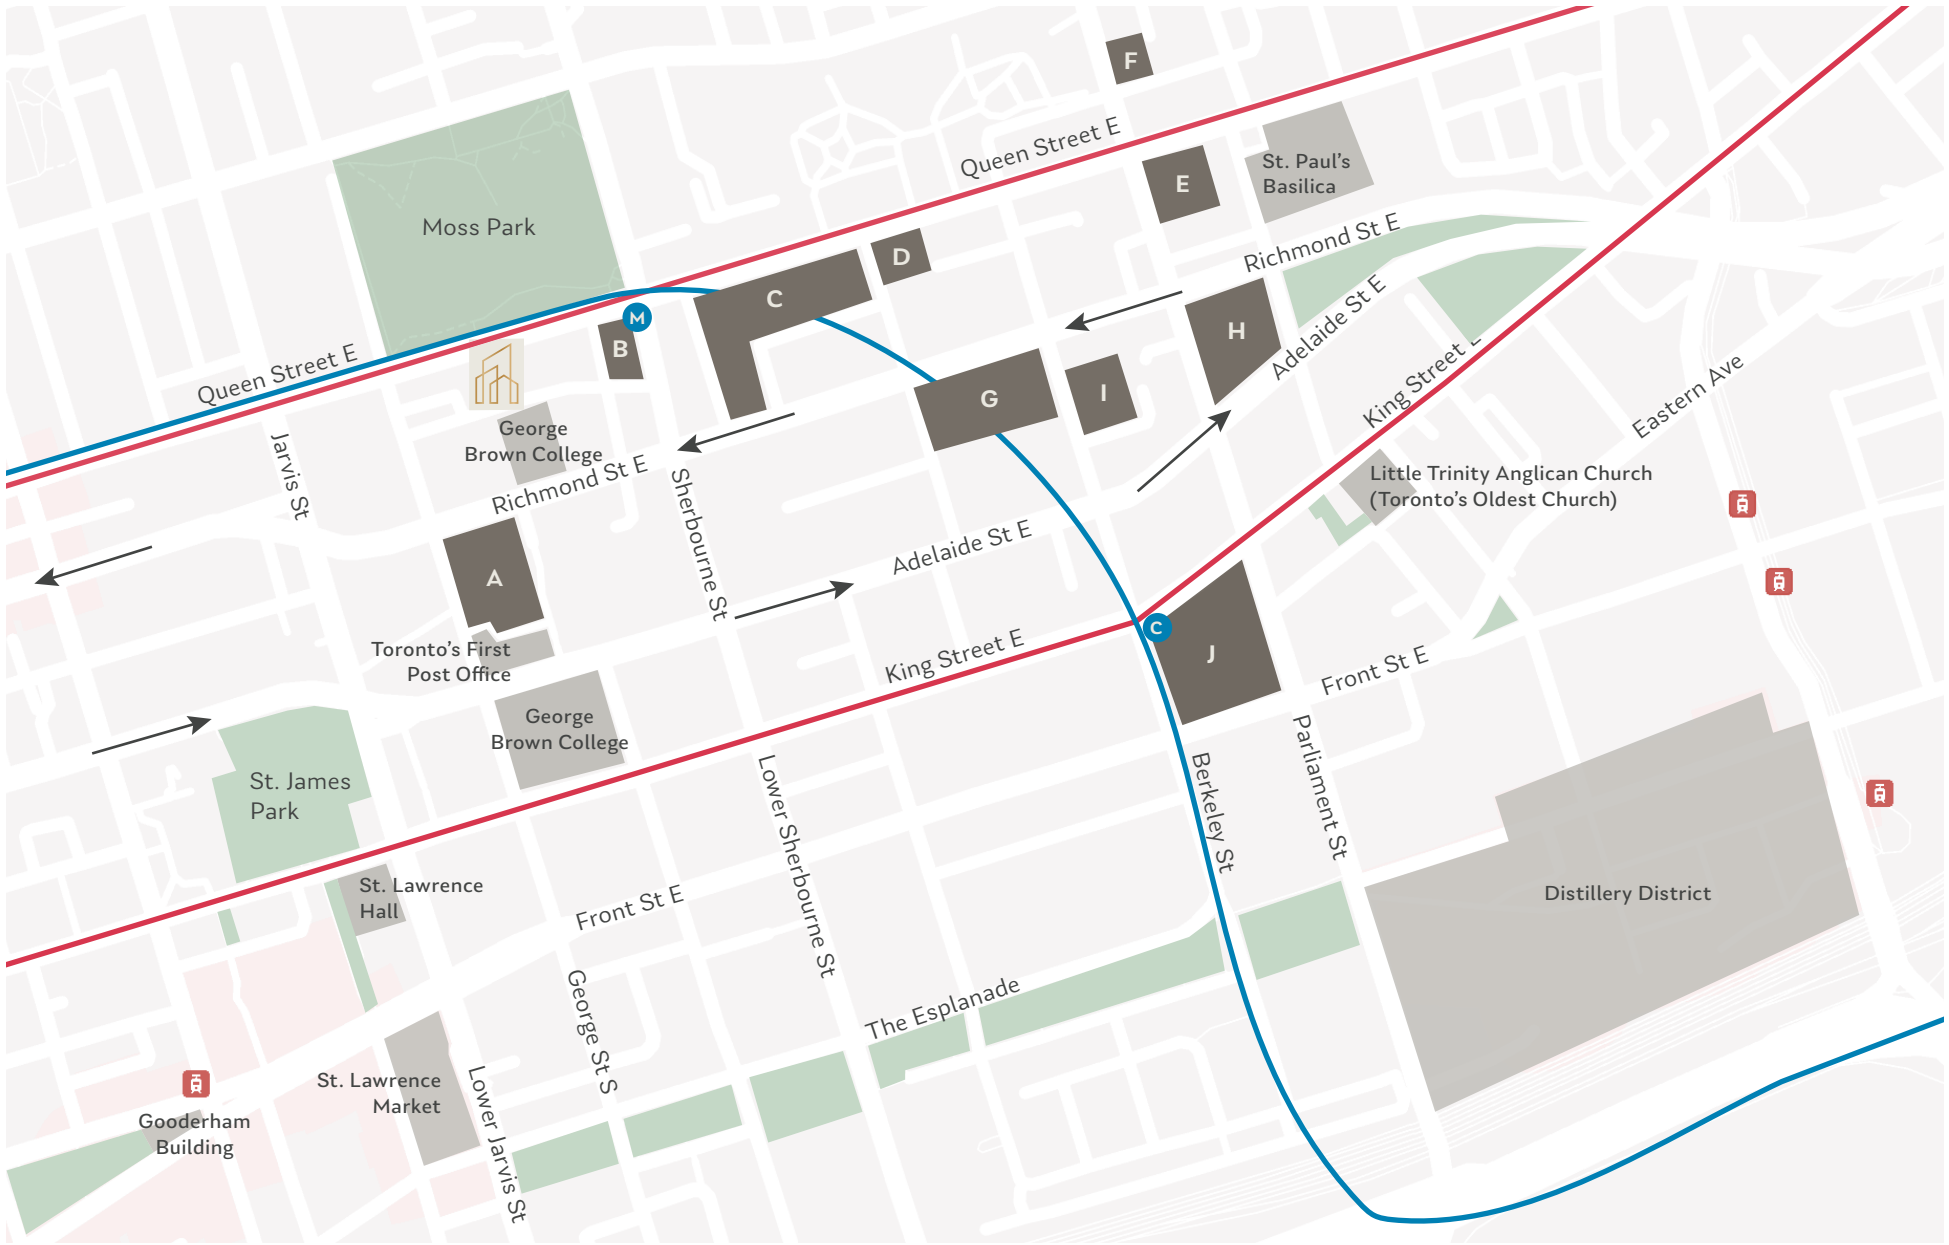 F
Queen Street E
St. Paul's
Basilica
E
Moss Park
Richmond St E
D
C
M
B
H
Adelaide St E
Queen Street E
G
I
King Street E
Eastern Ave
George
Brown College
Richmond St E
Jarvis St
Sherbourne St
Little Trinity Anglican Church
(Toronto's Oldest Church)
A
Adelaide St E
Toronto's First
Post Office
King Street E
C
J
Front St E
George
Brown College
St. James
Park
Lower Sherbourne St
Berkeley St
Parliament St
St. Lawrence
Hall
Front St E
Distillery District
George St S
The Esplanade
St. Lawrence
Market
Lower Jarvis St
Gooderham
Building